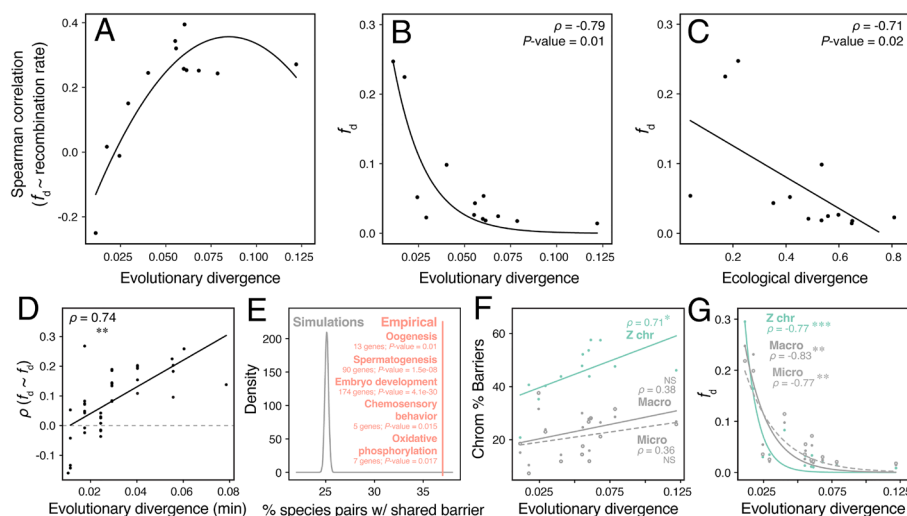 A
Spearman correlation
(fd ~ recombination rate)
0.4
0.2
0.0
-0.2
0.025
0.050
0.075
0.100
0.125
Evolutionary divergence
B
ρ = -0.79
P-value = 0.01
fd
0.3
0.2
0.1
0.0
0.025
0.050
0.075
0.100
0.125
Evolutionary divergence
C
ρ = -0.71
P-value = 0.02
fd
0.3
0.2
0.1
0.0
0.2
0.4
0.6
0.8
Ecological divergence
D
ρ = 0.74
**
ρ (fd ~ fd)
0.3
0.2
0.1
0.0
-0.1
0.02
0.04
0.06
0.08
Evolutionary divergence (min)
E
Simulations
Empirical
Oogenesis
13 genes; P-value = 0.01
Spermatogenesis
90 genes; P-value = 1.5e-08
Embryo development
174 genes; P-value = 4.1e-30
Chemosensory
behavior
5 genes; P-value = 0.015
Oxidative
phosphorylation
7 genes; P-value = 0.017
Density
200
150
100
50
0
25
30
35
% species pairs w/ shared barrier
F
ρ = 0.71*
Z chr
NS
ρ = 0.38
Macro
Micro
ρ = 0.36
NS
Chrom % Barriers
60
40
20
0.025
0.050
0.075
0.100
0.125
Evolutionary divergence
G
Z chr
ρ = -0.77 ***
Macro
ρ = -0.83 **
Micro
ρ = -0.77 **
fd
0.3
0.2
0.1
0.0
0.025
0.050
0.075
0.100
0.125
Evolutionary divergence